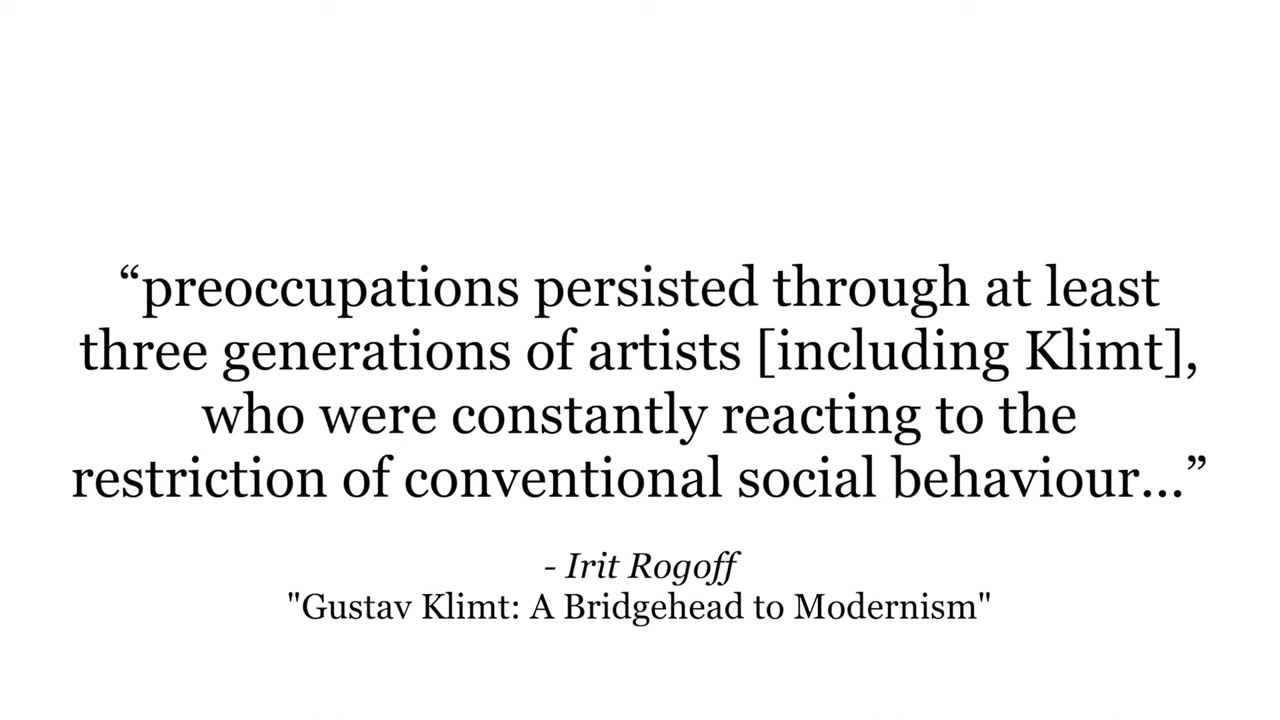 “preoccupations persisted through at least
three generations of artists [including Klimt],
who were constantly reacting to the
restriction of conventional social behaviour...”
- Irit Rogoff
"Gustav Klimt: A Bridgehead to Modernism"